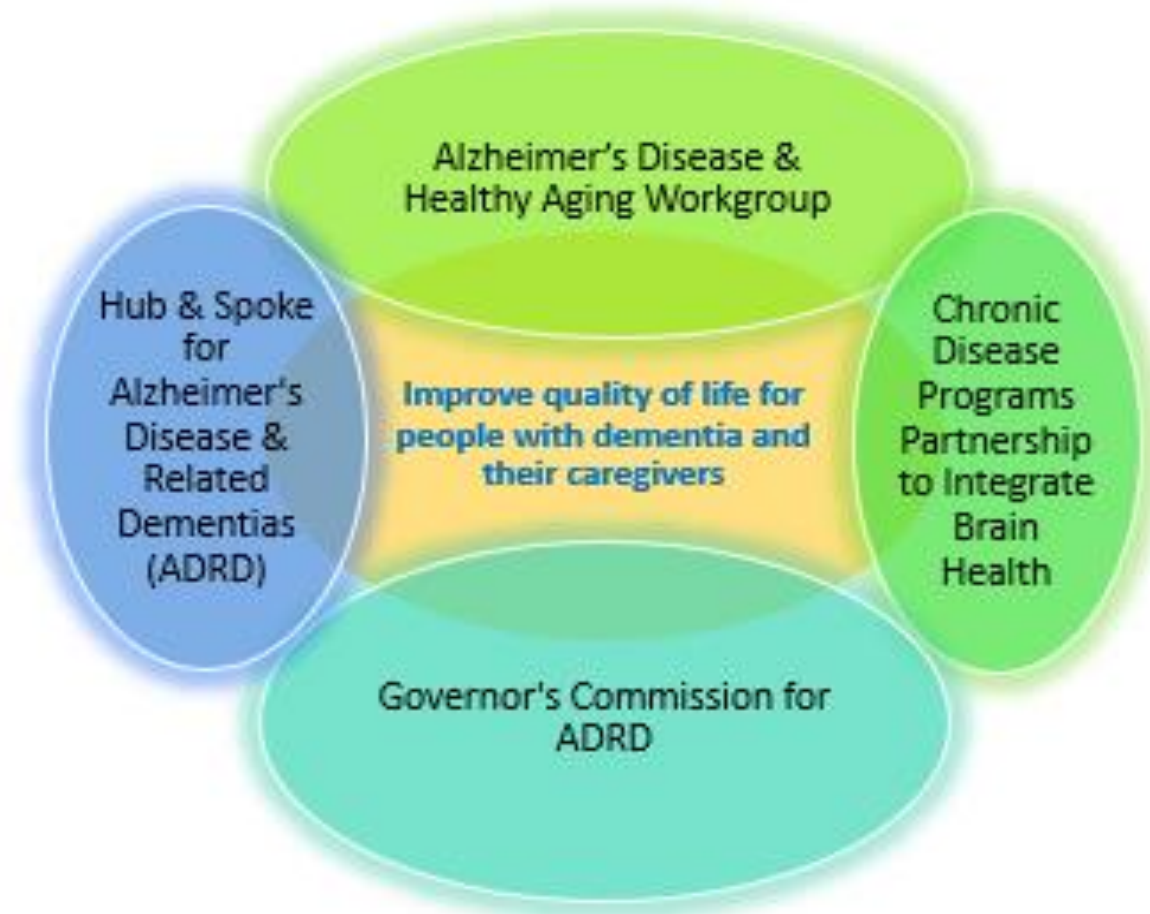 Alzheimer’s Disease &
Healthy Aging Workgroup
Hub & Spoke
for
Alzheimer's
Disease &
Related
Dementias
(ADRD)
Improve quality of life for
people with dementia and
their caregivers
Chronic
Disease
Programs
Partnership
to Integrate
Brain
Health
Governor's Commission for
ADRD